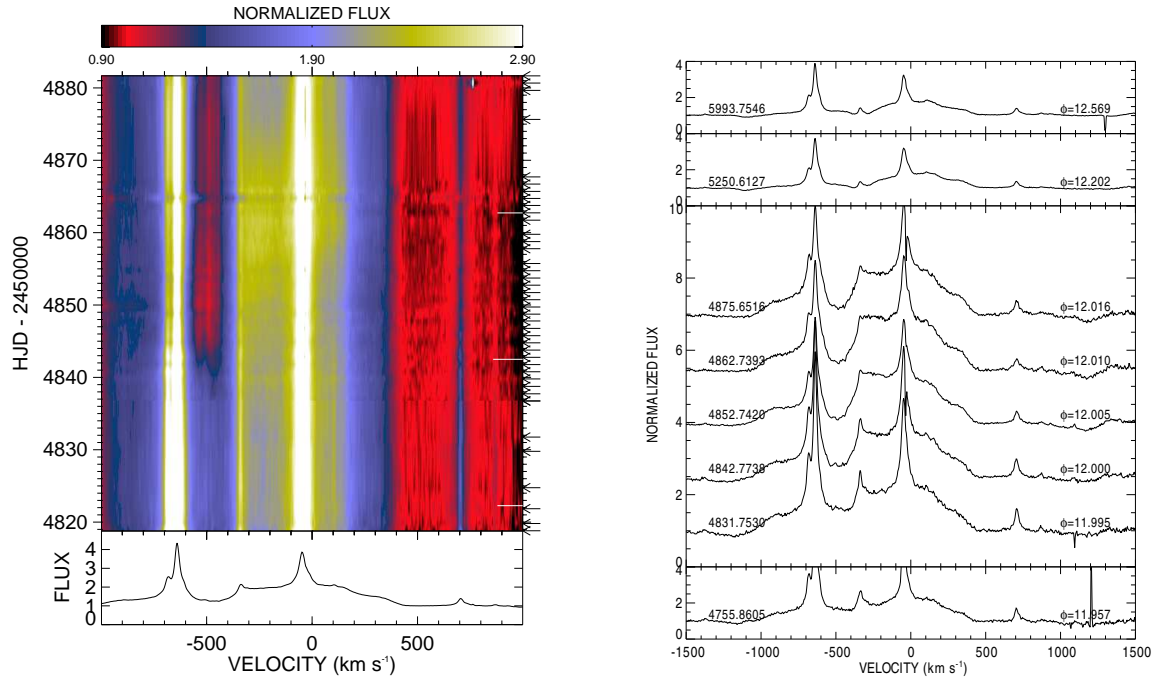 NORMALIZED FLUX
0.90 1.90 2.90
4880
4870
4860
4850
4840
4830
4820
HJD - 2450000
4
3
2
1
0
FLUX
-500 0 500
VELOCITY (km s-1)
4
2
0
5993.7546 ϕ=12.569
4
2
0
5250.6127 ϕ=12.202
10
8
6
4
2
0
NORMALIZED FLUX
4875.6516 ϕ=12.016
4862.7393 ϕ=12.010
4852.7420 ϕ=12.005
4842.7738 ϕ=12.000
4831.7530 ϕ=11.995
4
2
0
4755.8605 ϕ=11.957
-1500 -1000 -500 0 500 1000 1500
VELOCITY (km s-1)